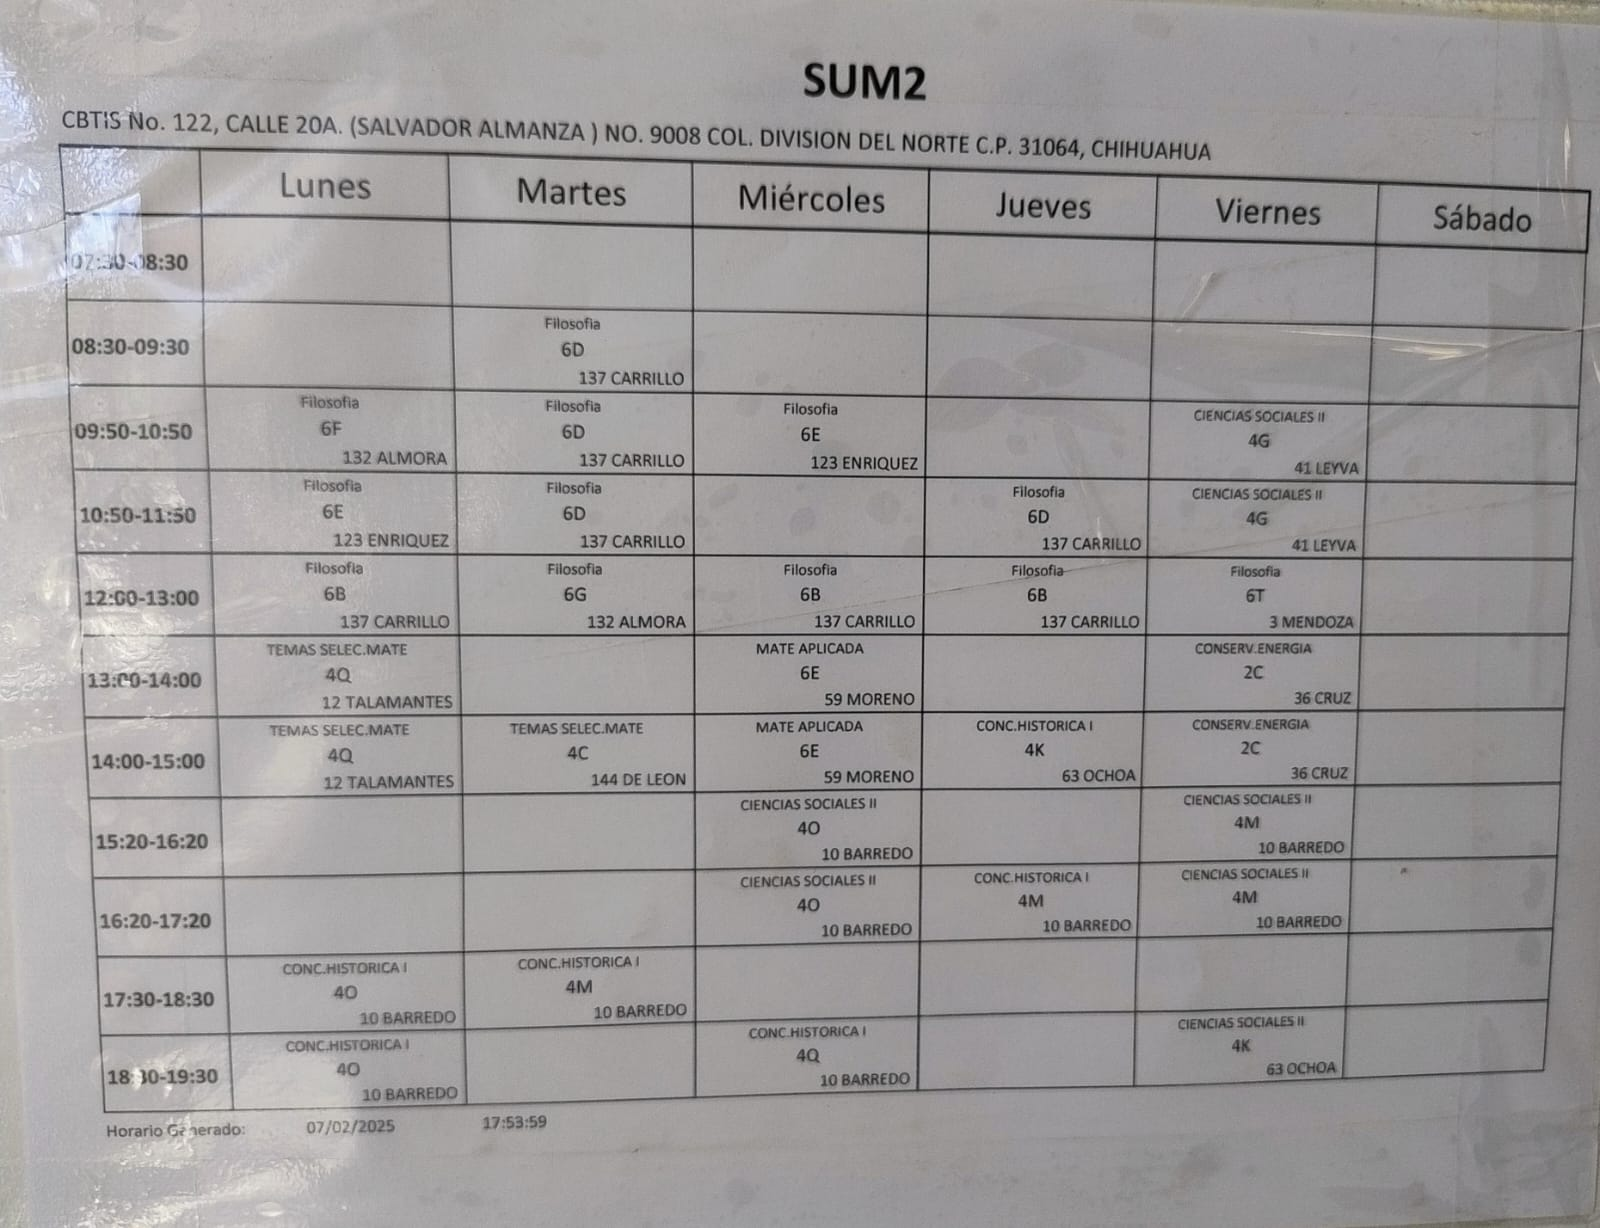 SUM2
CBTIS No. 122, CALLE 20A. (SALVADOR ALMANZA ) NO. 9008 COL. DIVISION DEL NORTE C.P. 31064, CHIHUAHUA
Lunes Martes Miércoles Jueves Viernes Sábado
07:30-08:30
08:30-09:30
Filosofia
6D
137 CARRILLO
09:50-10:50
Filosofia
6F
132 ALMORA
Filosofia
6D
137 CARRILLO
Filosofia
6E
123 ENRIQUEZ
CIENCIAS SOCIALES II
4G
41 LEYVA
10:50-11:50
Filosofia
6E
123 ENRIQUEZ
Filosofia
6D
137 CARRILLO
Filosofia
6D
137 CARRILLO
CIENCIAS SOCIALES II
4G
41 LEYVA
12:00-13:00
Filosofia
6B
137 CARRILLO
Filosofia
6G
132 ALMORA
Filosofia
6B
137 CARRILLO
Filosofia
6B
137 CARRILLO
Filosofia
6T
3 MENDOZA
13:00-14:00
TEMAS SELEC.MATE
4Q
12 TALAMANTES
MATE APLICADA
6E
59 MORENO
CONSERV.ENERGIA
2C
36 CRUZ
14:00-15:00
TEMAS SELEC.MATE
4Q
12 TALAMANTES
TEMAS SELEC.MATE
4C
144 DE LEON
MATE APLICADA
6E
59 MORENO
CONC.HISTORICA I
4K
63 OCHOA
CONSERV.ENERGIA
2C
36 CRUZ
15:20-16:20
CIENCIAS SOCIALES II
4O
10 BARREDO
CIENCIAS SOCIALES II
4M
10 BARREDO
16:20-17:20
CIENCIAS SOCIALES II
4O
10 BARREDO
CONC.HISTORICA I
4M
10 BARREDO
CIENCIAS SOCIALES II
4M
10 BARREDO
17:30-18:30
CONC.HISTORICA I
4O
10 BARREDO
CONC.HISTORICA I
4M
10 BARREDO
18:30-19:30
CONC.HISTORICA I
4O
10 BARREDO
CONC.HISTORICA I
4Q
10 BARREDO
CIENCIAS SOCIALES II
4K
63 OCHOA
Horario Generado: 07/02/2025 17:53:59